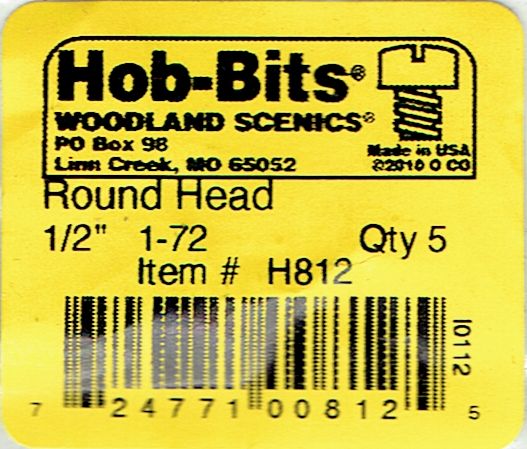 Hob-Bits®
WOODLAND SCENICS®
PO Box 98
Linn Creek, MO 65052
Made in USA
©2010 O CO
Round Head
1/2" 1-72 Qty 5
Item # H812
I0112
7 24771 00812 5